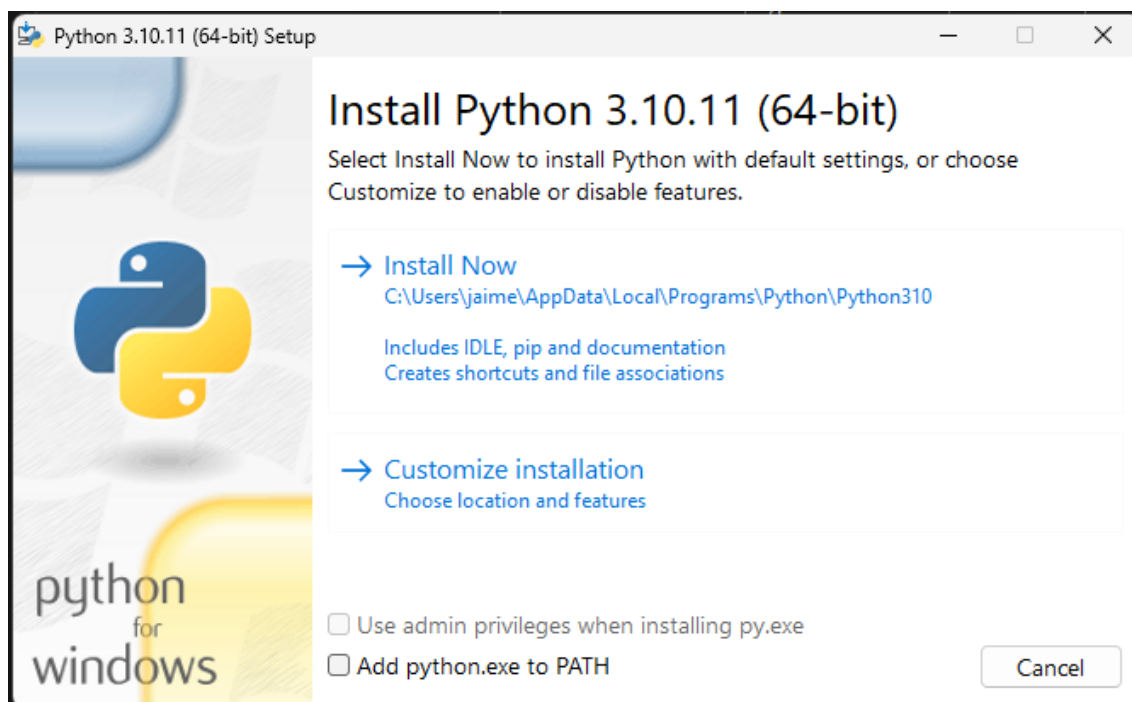 Python 3.10.11 (64-bit) Setup
Install Python 3.10.11 (64-bit)
Select Install Now to install Python with default settings, or choose
Customize to enable or disable features.
Install Now
C:\Users\jaime\AppData\Local\Programs\Python\Python310
Includes IDLE, pip and documentation
Creates shortcuts and file associations
Customize installation
Choose location and features
python
for
windows
Use admin privileges when installing py.exe
Add python.exe to PATH
Cancel